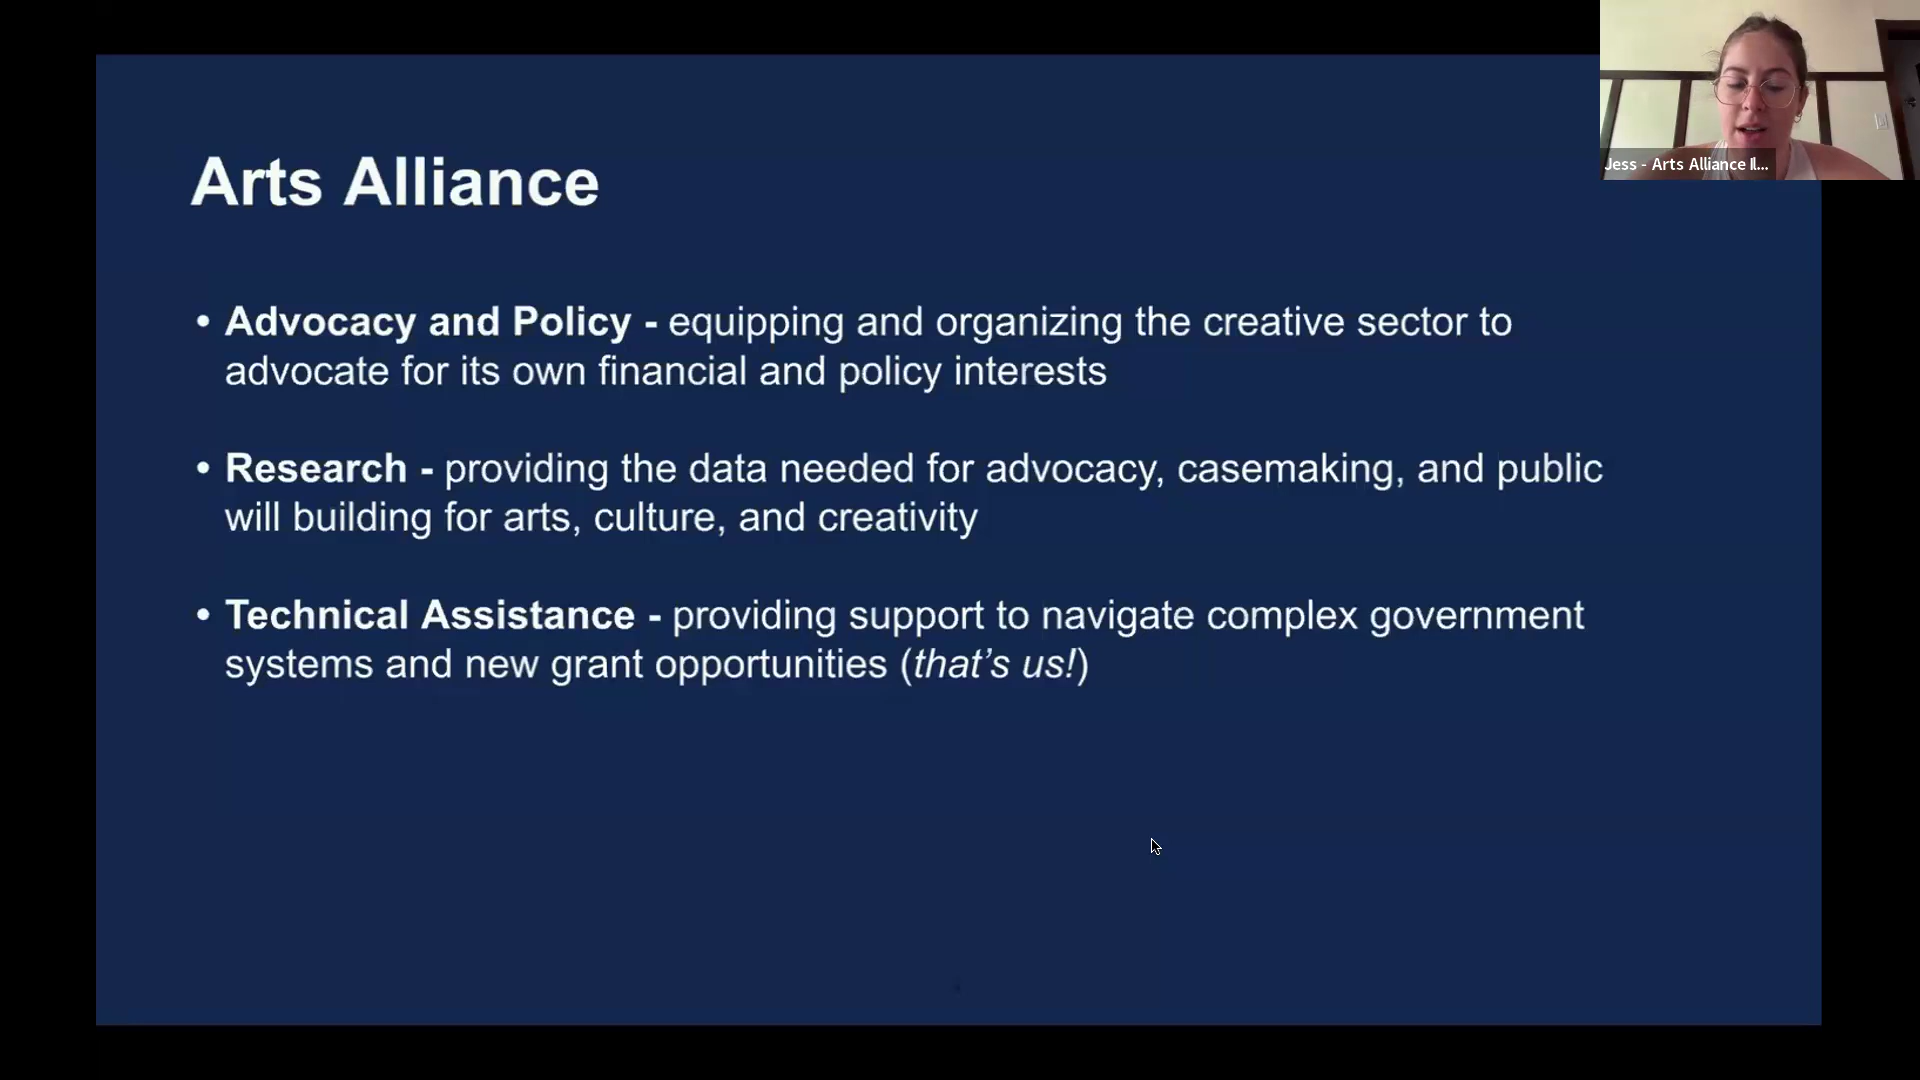 Arts Alliance
• Advocacy and Policy - equipping and organizing the creative sector to
advocate for its own financial and policy interests
• Research - providing the data needed for advocacy, casemaking, and public
will building for arts, culture, and creativity
• Technical Assistance - providing support to navigate complex government
systems and new grant opportunities (that’s us!)
Jess - Arts Alliance Il...